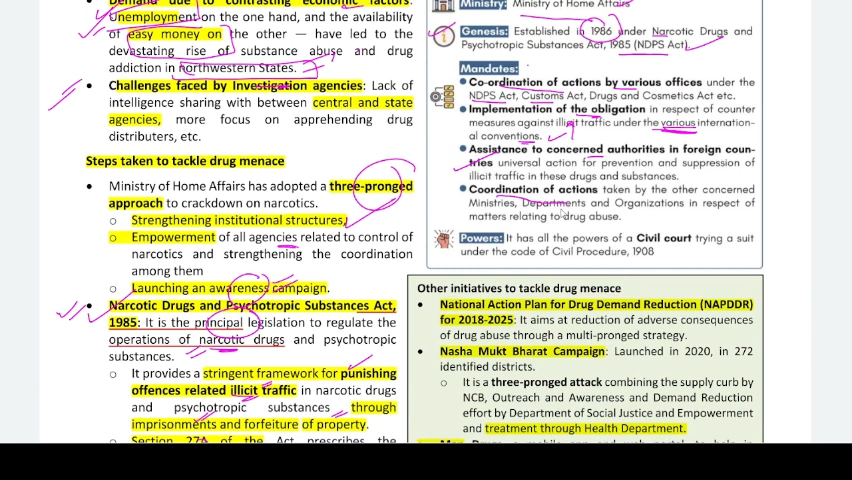 Demand due to contrasting economic factors:
Unemployment on the one hand, and the availability
of easy money on the other — have led to the
devastating rise of substance abuse and drug
addiction in northwestern States.
• Challenges faced by Investigation agencies: Lack of
intelligence sharing with between central and state
agencies, more focus on apprehending drug
distributers, etc.
Steps taken to tackle drug menace
• Ministry of Home Affairs has adopted a three-pronged
approach to crackdown on narcotics.
o Strengthening institutional structures,
o Empowerment of all agencies related to control of
narcotics and strengthening the coordination
among them
o Launching an awareness campaign.
• Narcotic Drugs and Psychotropic Substances Act,
1985: It is the principal legislation to regulate the
operations of narcotic drugs and psychotropic
substances.
o It provides a stringent framework for punishing
offences related illicit traffic in narcotic drugs
and psychotropic substances through
imprisonments and forfeiture of property.
o Section 27A of the Act prescribes the
Ministry: Ministry of Home Affairs
Genesis: Established in 1986 under Narcotic Drugs and
Psychotropic Substances Act, 1985 (NDPS Act)
Mandates:
• Co-ordination of actions by various offices under the
NDPS Act, Customs Act, Drugs and Cosmetics Act etc.
• Implementation of the obligation in respect of counter
measures against illicit traffic under the various internation-
al conventions.
• Assistance to concerned authorities in foreign coun-
tries universal action for prevention and suppression of
illicit traffic in these drugs and substances.
• Coordination of actions taken by the other concerned
Ministries, Departments and Organizations in respect of
matters relating to drug abuse.
Powers: It has all the powers of a Civil court trying a suit
under the code of Civil Procedure, 1908
Other initiatives to tackle drug menace
• National Action Plan for Drug Demand Reduction (NAPDDR)
for 2018-2025: It aims at reduction of adverse consequences
of drug abuse through a multi-pronged strategy.
• Nasha Mukt Bharat Campaign: Launched in 2020, in 272
identified districts.
o It is a three-pronged attack combining the supply curb by
NCB, Outreach and Awareness and Demand Reduction
effort by Department of Social Justice and Empowerment
and treatment through Health Department.